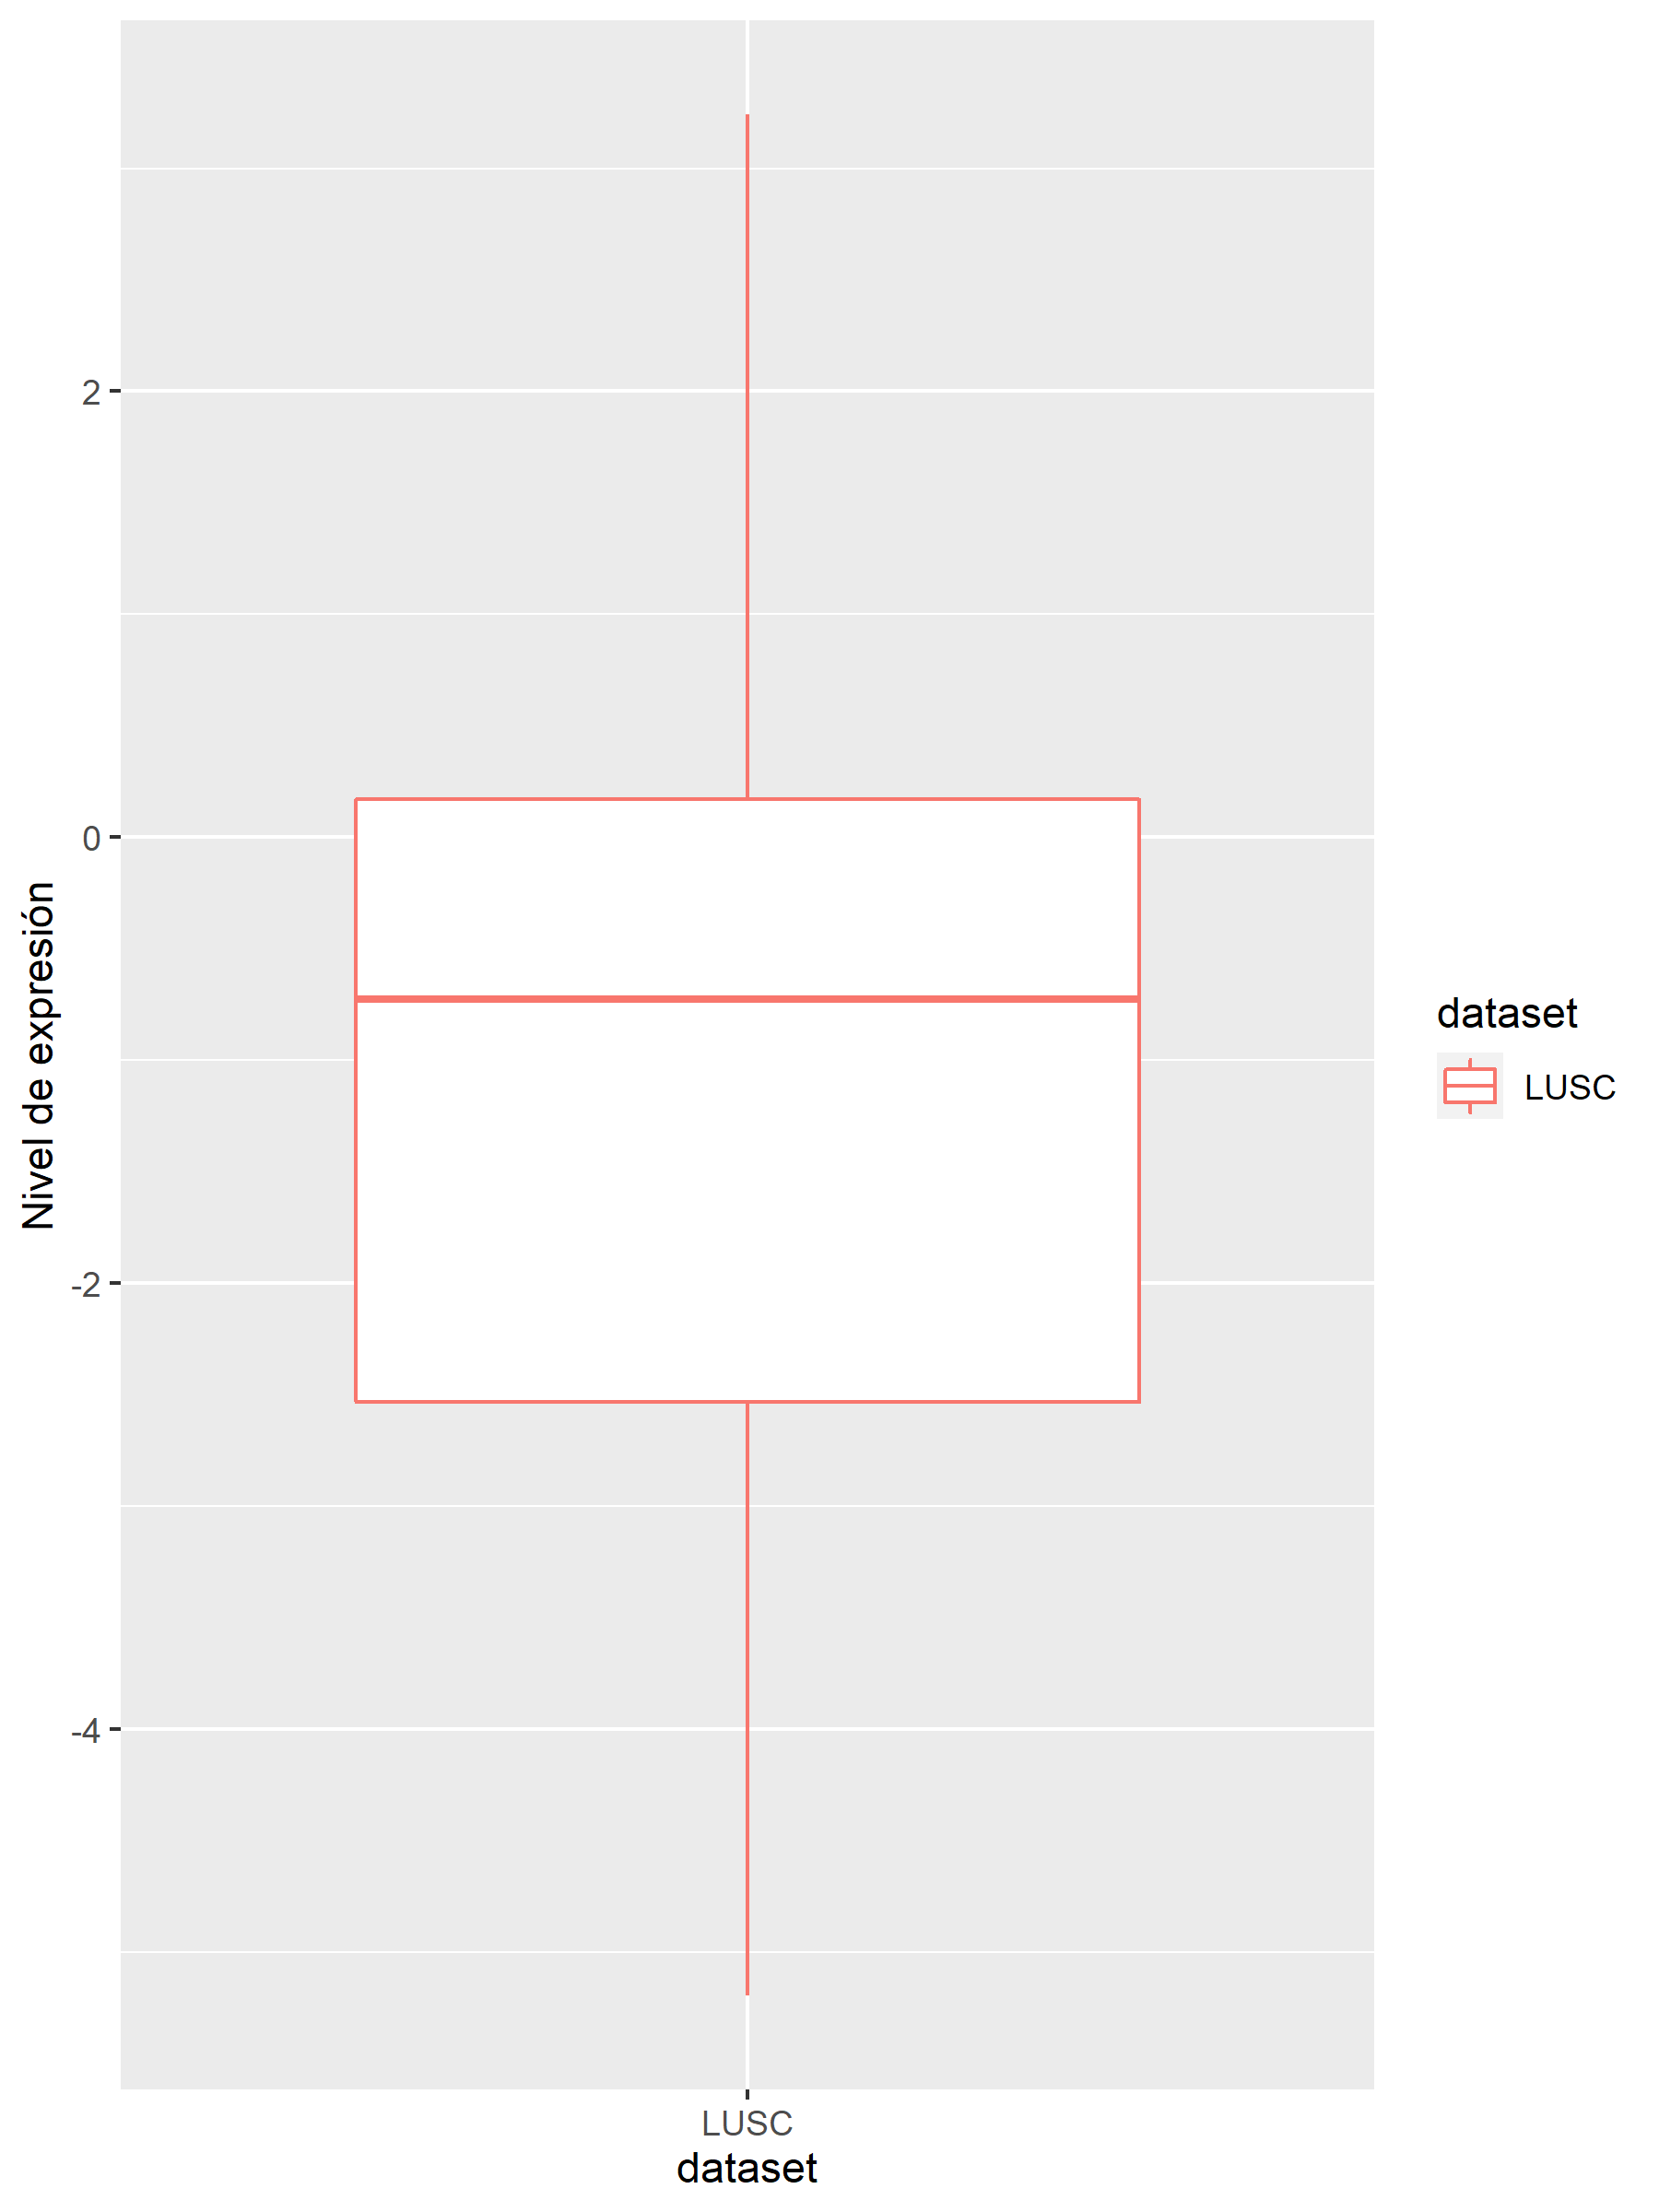 Nivel de expresión
2
0
-2
-4
LUSC
dataset
dataset
LUSC